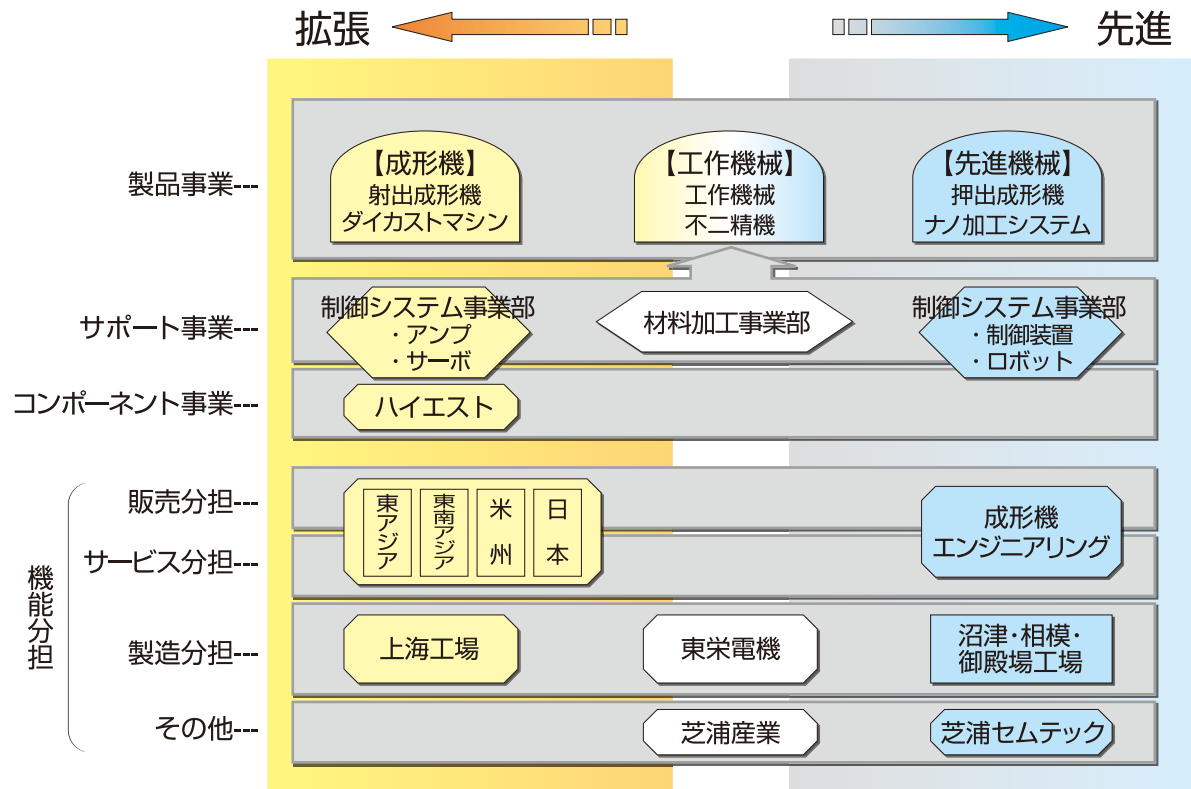 拡張
先進
製品事業---
【成形機】
射出成形機
ダイカストマシン
【工作機械】
工作機械
不二精機
【先進機械】
押出成形機
ナノ加工システム
サポート事業---
制御システム事業部
・アンプ
・サーボ
材料加工事業部
制御システム事業部
・制御装置
・ロボット
コンポーネント事業---
ハイエスト
機能分担
販売分担---
サービス分担---
東アジア
東南アジア
米州
日本
成形機
エンジニアリング
製造分担---
上海工場
東栄電機
沼津・相模・
御殿場工場
その他---
芝浦産業
芝浦セムテック